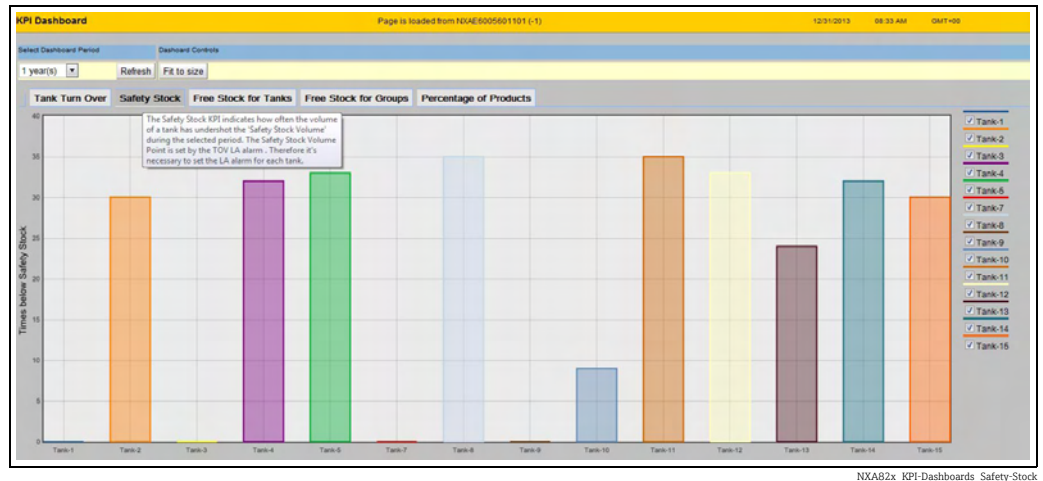 KPI Dashboard
Page is loaded from NXAE6005601101 (-1)
12/31/2013
08:33 AM
GMT+00
Select Dashboard Period
Dashoard Controls
1 year(s)
Refresh
Fit to size
Tank Turn Over
Safety Stock
Free Stock for Tanks
Free Stock for Groups
Percentage of Products
The Safety Stock KPI indicates how often the volume
of a tank has undershot the 'Safety Stock Volume'
during the selected period. The Safety Stock Volume
Point is set by the TOV LA alarm . Therefore it's
necessary to set the LA alarm for each tank.
Times below Safety Stock
40
35
30
25
20
15
10
5
0
Tank-1
Tank-2
Tank-3
Tank-4
Tank-5
Tank-7
Tank-8
Tank-9
Tank-10
Tank-11
Tank-12
Tank-13
Tank-14
Tank-15
Tank-1
Tank-2
Tank-3
Tank-4
Tank-5
Tank-7
Tank-8
Tank-9
Tank-10
Tank-11
Tank-12
Tank-13
Tank-14
Tank-15
NXA82x_KPI-Dashboards_Safety-Stock